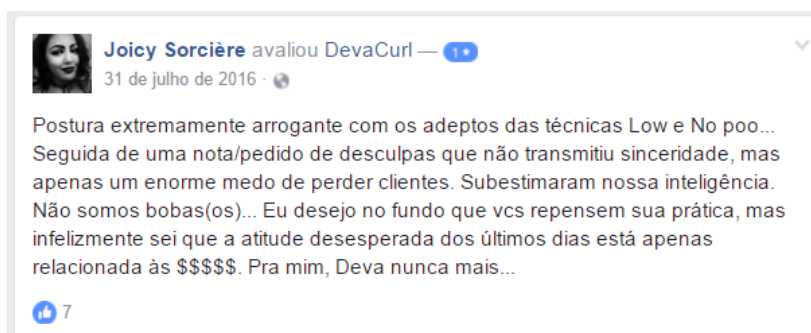 Joicy Sorcière avaliou DevaCurl — 1★
31 de julho de 2016 ·
Postura extremamente arrogante com os adeptos das técnicas Low e No poo...
Seguida de uma nota/pedido de desculpas que não transmitiu sinceridade, mas
apenas um enorme medo de perder clientes. Subestimaram nossa inteligência.
Não somos bobas(os)... Eu desejo no fundo que vcs repensem sua prática, mas
infelizmente sei que a atitude desesperada dos últimos dias está apenas
relacionada às $$$$$. Pra mim, Deva nunca mais...
7